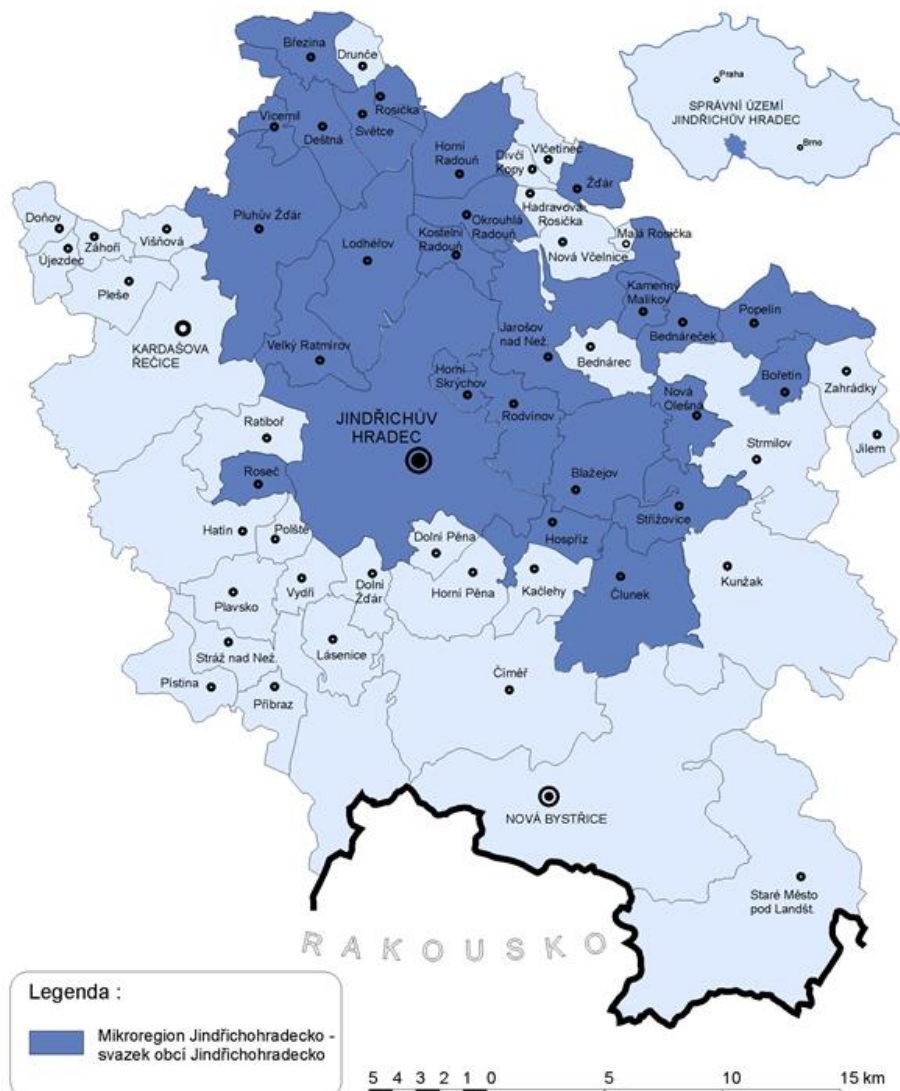 Březina
Drunče
Praha
SPRÁVNÍ ÚZEMÍ
JINDŘICHŮV HRADEC
Brno
Rosička
Světce
Vícemil
Deštná
Horní
Radouň
Vlčetínec
Divčí
Kopy
Žďár
Hadravova
Rosička
Pluhův Žďár
Okrouhlá
Radouň
Kostelní
Radouň
Lodhéřov
Malá Rosička
Nová Včelnice
Doňov
Záhoří
Újezdec
Višňová
Pleše
Kamenný
Malíkov
Popelín
Bednáreček
KARDAŠOVA
ŘEČICE
Velký Ratmírov
Jarošov
nad Než.
Bednárec
Horní
Skrýchov
Bořetín
Zahrádky
Nová
Olešná
Rodvínov
Ratiboř
JINDŘICHŮV
HRADEC
Strmilov
Jilem
Roseč
Blažejov
Střížovice
Hatín
Polště
Hospříz
Dolní Pěna
Horní Pěna
Kačlehy
Člunek
Kunžak
Plavsko
Vydří
Dolní
Žďár
Stráž nad Než.
Lásenice
Pístina
Příbraz
Číměř
NOVÁ BYSTŘICE
Staré Město
pod Landšt.
RAKOUSKO
Legenda :
Mikroregion Jindřichohradecko -
svazek obcí Jindřichohradecko
5 4 3 2 1 0 5 10 15 km